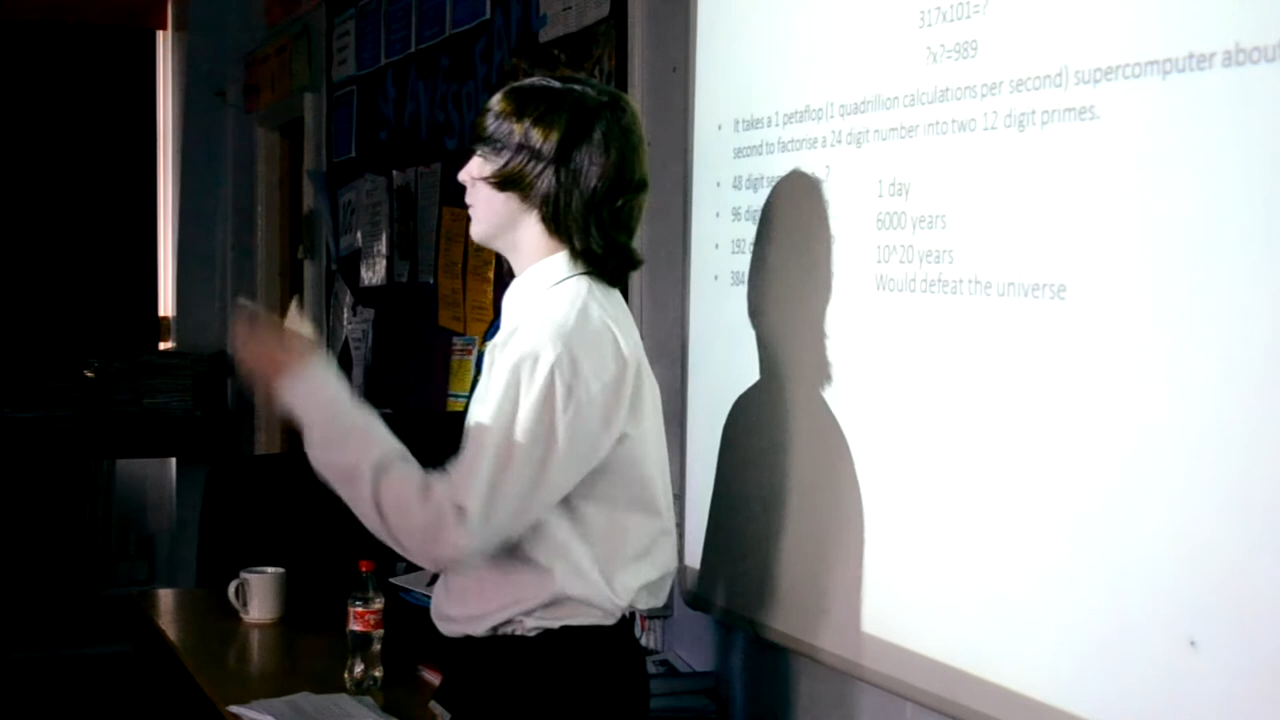 317x101=?
?x?=989
• It takes a 1 petaflop (1 quadrillion calculations per second) supercomputer about
second to factorise a 24 digit number into two 12 digit primes.
• 48 digit ? 1 day
• 96 6000 years
• 192 10^20 years
• 384 Would defeat the universe